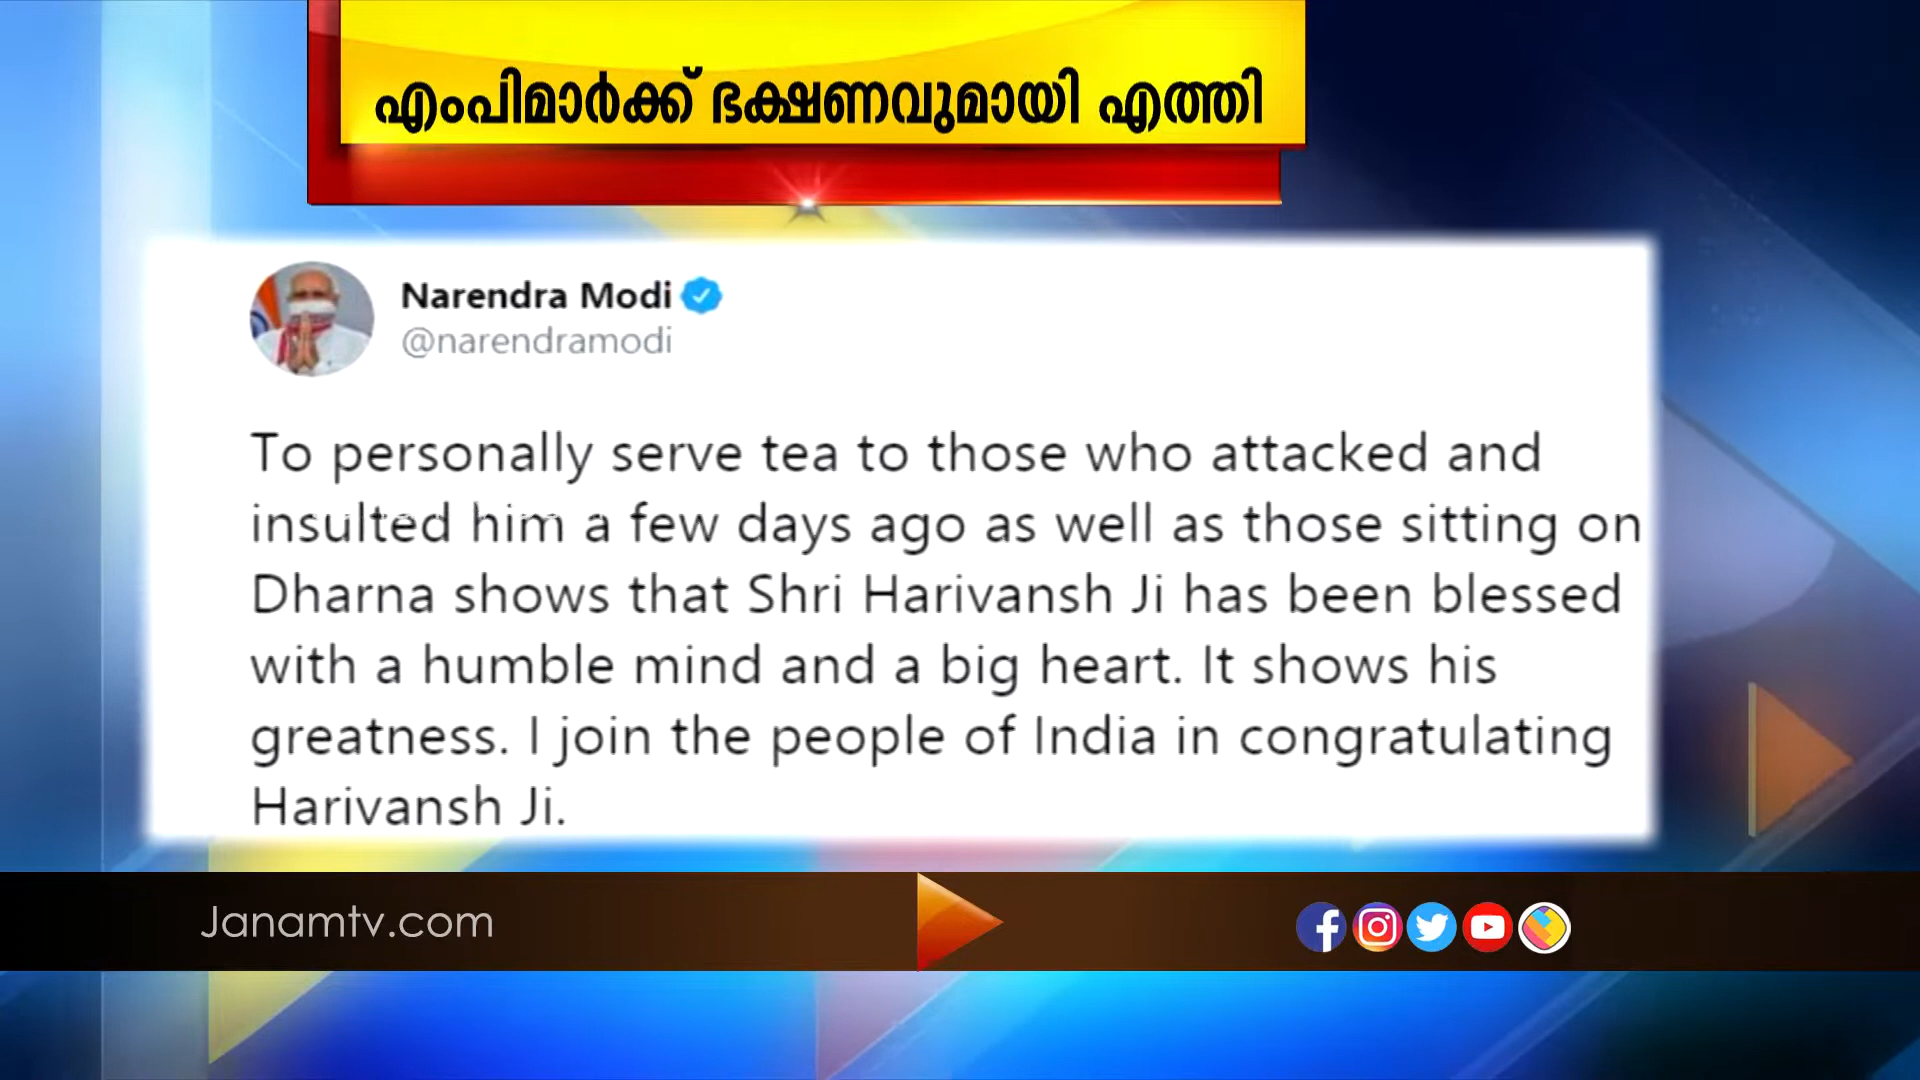 എംപിമാർക്ക് ഭക്ഷണവുമായി എത്തി
Narendra Modi
@narendramodi
To personally serve tea to those who attacked and
insulted him a few days ago as well as those sitting on
Dharna shows that Shri Harivansh Ji has been blessed
with a humble mind and a big heart. It shows his
greatness. I join the people of India in congratulating
Harivansh Ji.
Janamtv.com